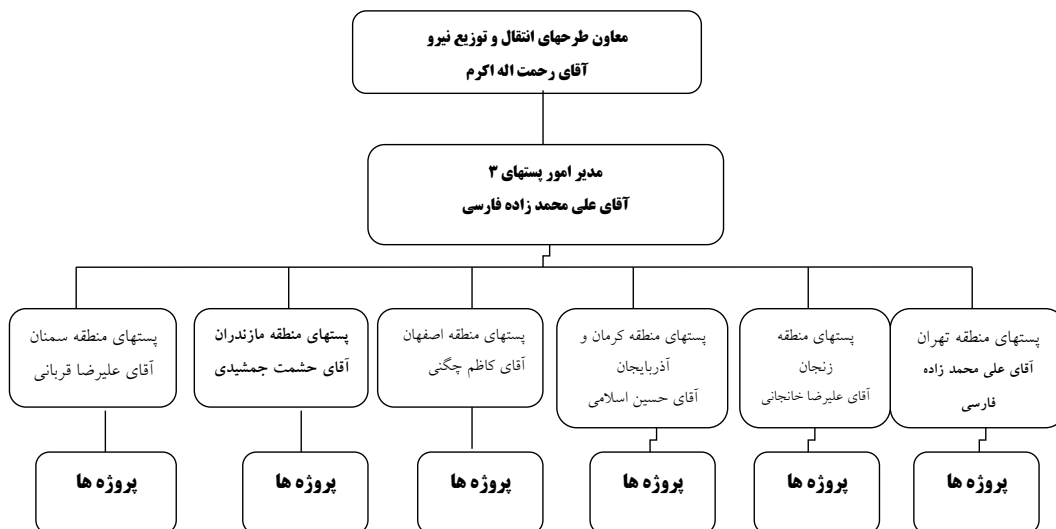 معاون طرحهای انتقال و توزیع نیرو
آقای رحمت اله اکرم
مدیر امور پستهای ۳
آقای علی محمد زاده فارسی
پستهای منطقه تهران
آقای علی محمد زاده
فارسی
پستهای منطقه
زنجان
آقای علیرضا خانجانی
پستهای منطقه کرمان و
آذربایجان
آقای حسین اسلامی
پستهای منطقه اصفهان
آقای کاظم چگنی
پستهای منطقه مازندران
آقای حشمت جمشیدی
پستهای منطقه سمنان
آقای علیرضا قربانی
پروژه ها
پروژه ها
پروژه ها
پروژه ها
پروژه ها
پروژه ها